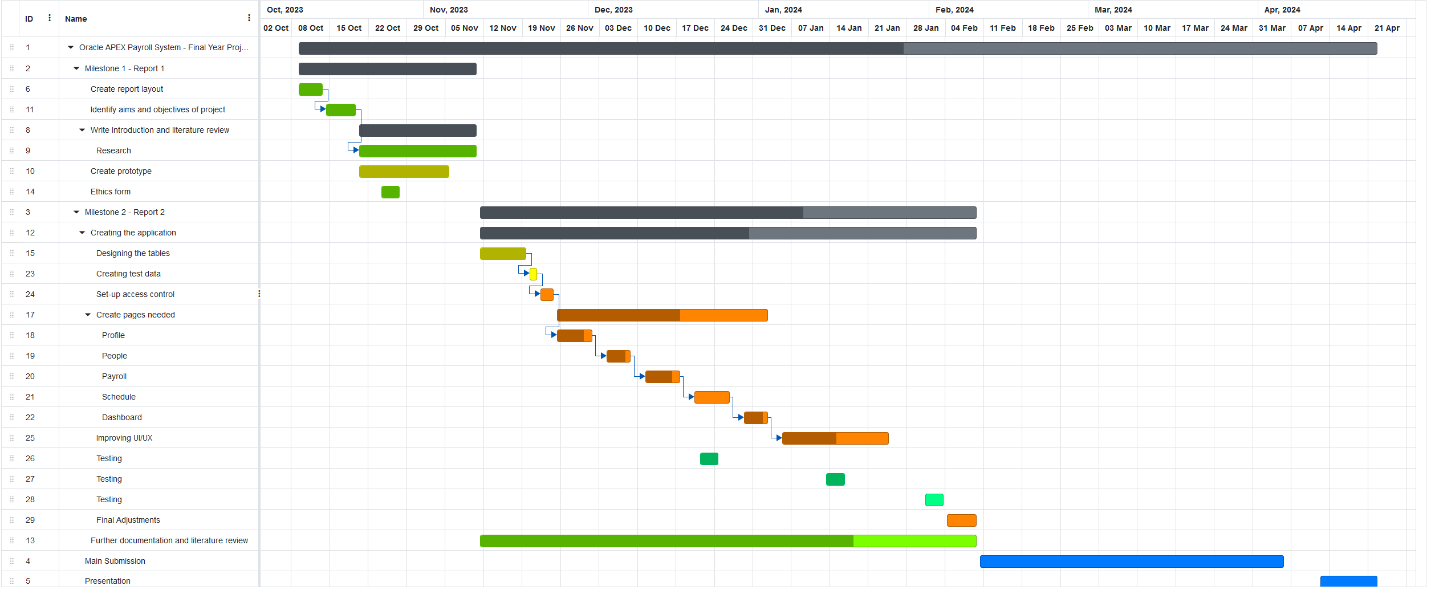 Oct, 2023 Nov, 2023 Dec, 2023 Jan, 2024 Feb, 2024 Mar, 2024 Apr, 2024
ID Name
02 Oct 08 Oct 15 Oct 22 Oct 29 Oct 05 Nov 12 Nov 19 Nov 26 Nov 03 Dec 10 Dec 17 Dec 24 Dec 31 Dec 07 Jan 14 Jan 21 Jan 28 Jan 04 Feb 11 Feb 18 Feb 25 Feb 03 Mar 10 Mar 17 Mar 24 Mar 31 Mar 07 Apr 14 Apr 21 Apr
1 Oracle APEX Payroll System - Final Year Proj...
2 Milestone 1 - Report 1
6 Create report layout
11 Identify aims and objectives of project
8 Write introduction and literature review
9 Research
10 Create prototype
14 Ethics form
3 Milestone 2 - Report 2
12 Creating the application
15 Designing the tables
23 Creating test data
24 Set-up access control
17 Create pages needed
18 Profile
19 People
20 Payroll
21 Schedule
22 Dashboard
25 Improving UI/UX
26 Testing
27 Testing
28 Testing
29 Final Adjustments
13 Further documentation and literature review
4 Main Submission
5 Presentation